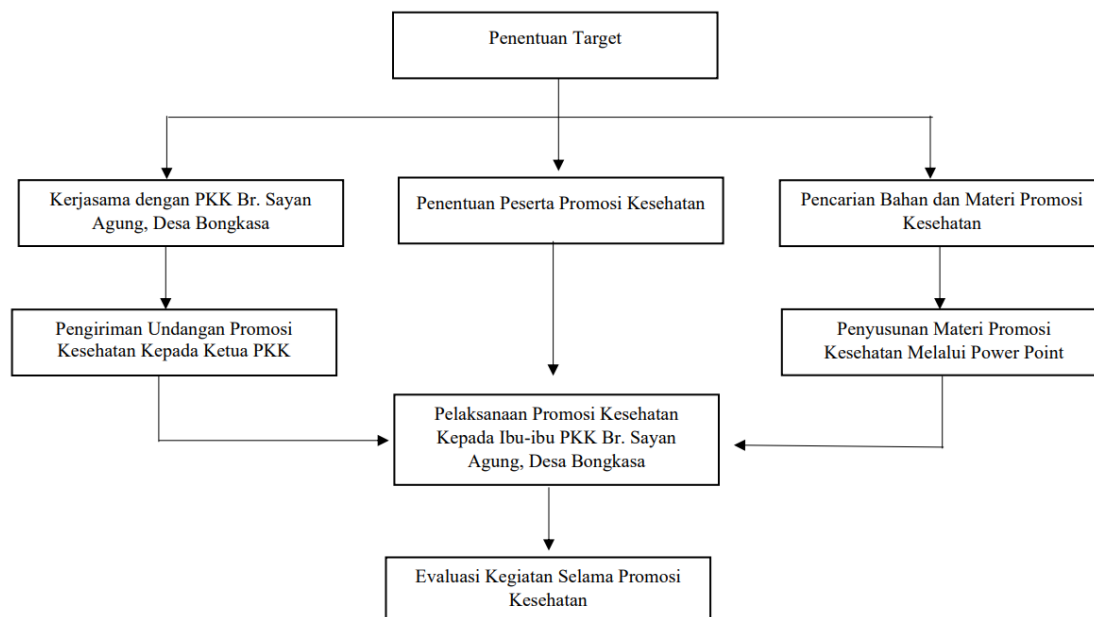 Penentuan Target
Kerjasama dengan PKK Br. Sayan
Agung, Desa Bongkasa
Penentuan Peserta Promosi Kesehatan
Pencarian Bahan dan Materi Promosi
Kesehatan
Pengiriman Undangan Promosi
Kesehatan Kepada Ketua PKK
Penyusunan Materi Promosi
Kesehatan Melalui Power Point
Pelaksanaan Promosi Kesehatan
Kepada Ibu-ibu PKK Br. Sayan
Agung, Desa Bongkasa
Evaluasi Kegiatan Selama Promosi
Kesehatan